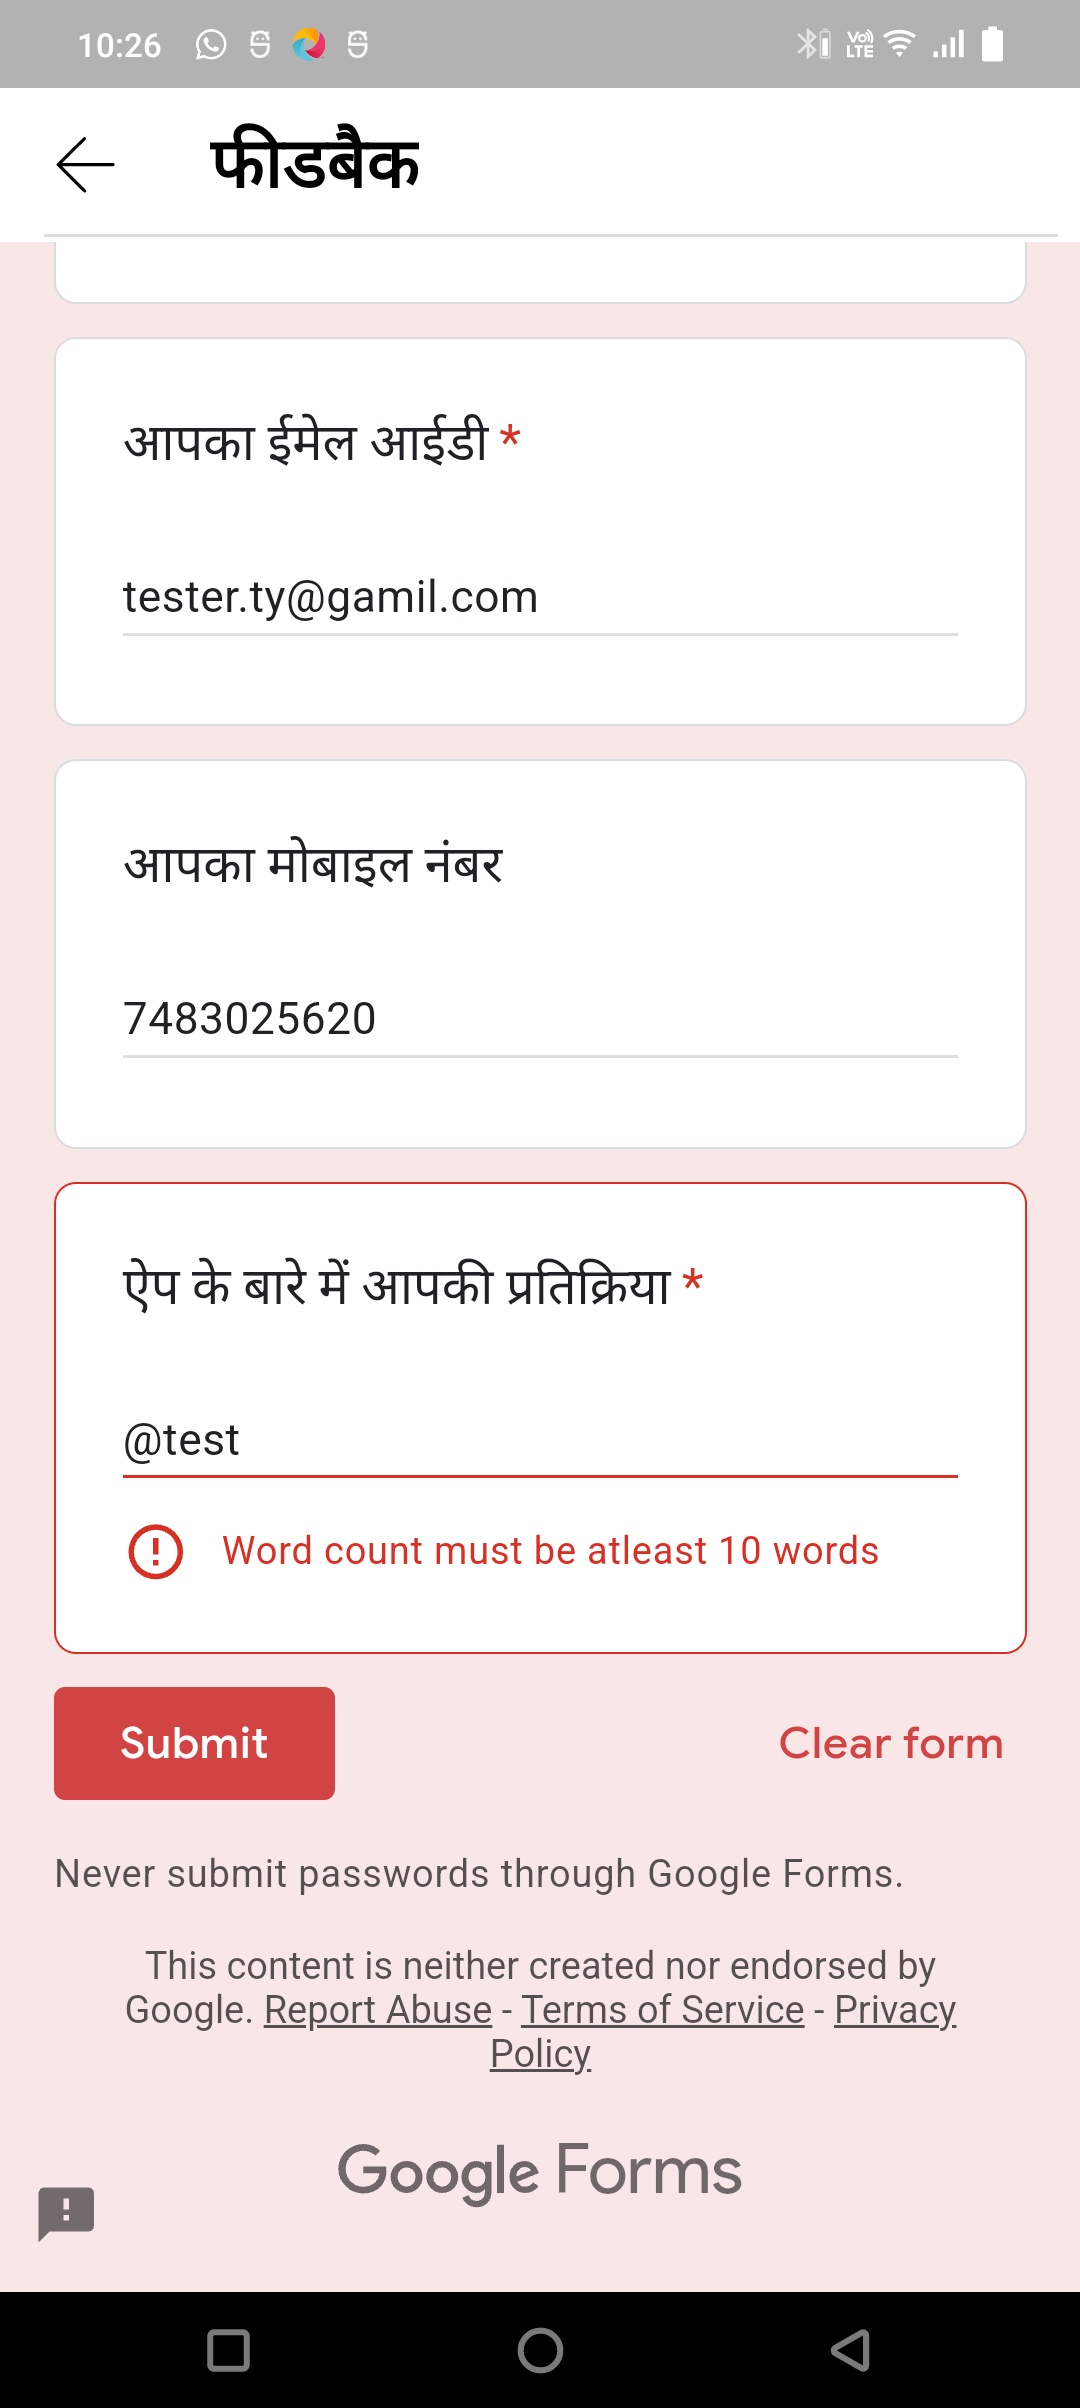 10:26
फीडबैक
आपका ईमेल आईडी *
tester.ty@gamil.com
आपका मोबाइल नंबर
7483025620
ऐप के बारे में आपकी प्रतिक्रिया *
@test
Word count must be atleast 10 words
Submit
Clear form
Never submit passwords through Google Forms.
This content is neither created nor endorsed by
Google. Report Abuse - Terms of Service - Privacy
Policy
Google Forms